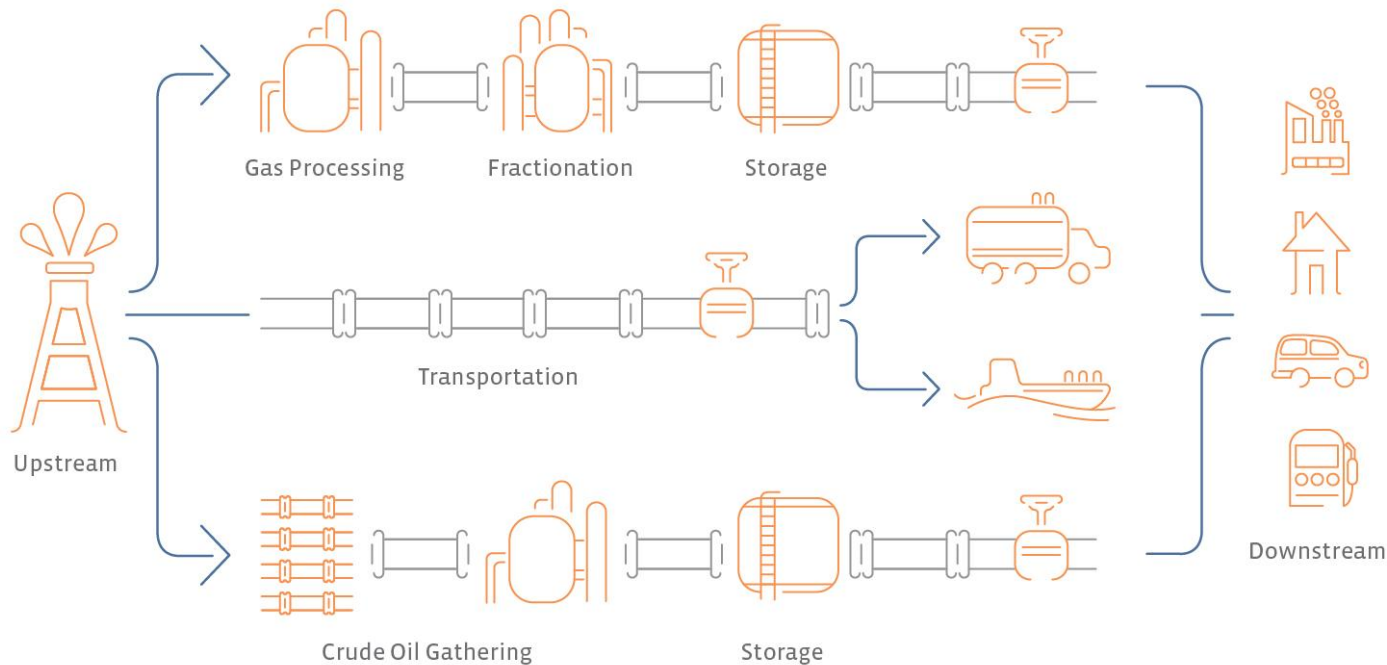 Gas Processing
Fractionation
Storage
Transportation
Upstream
Downstream
Crude Oil Gathering
Storage